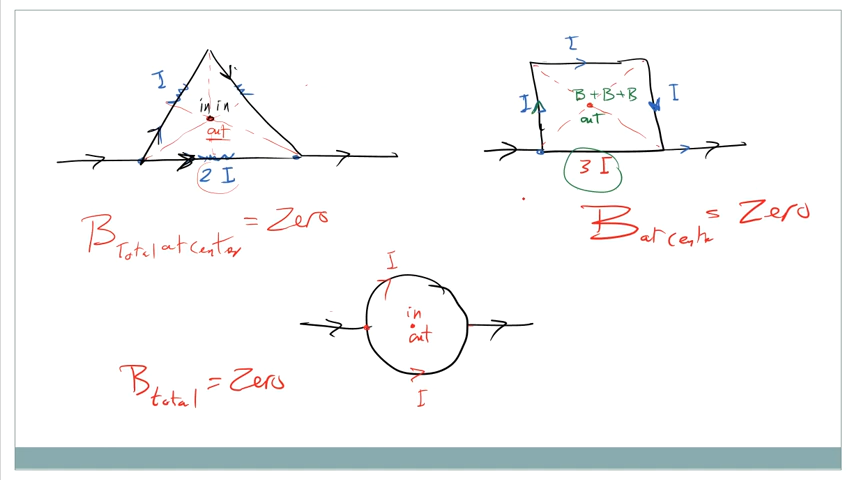 I
in in
out
2 I
B Total at center = Zero
I
I
B + B + B
I
out
3 I
B at center = Zero
I
in
out
I
B total = Zero